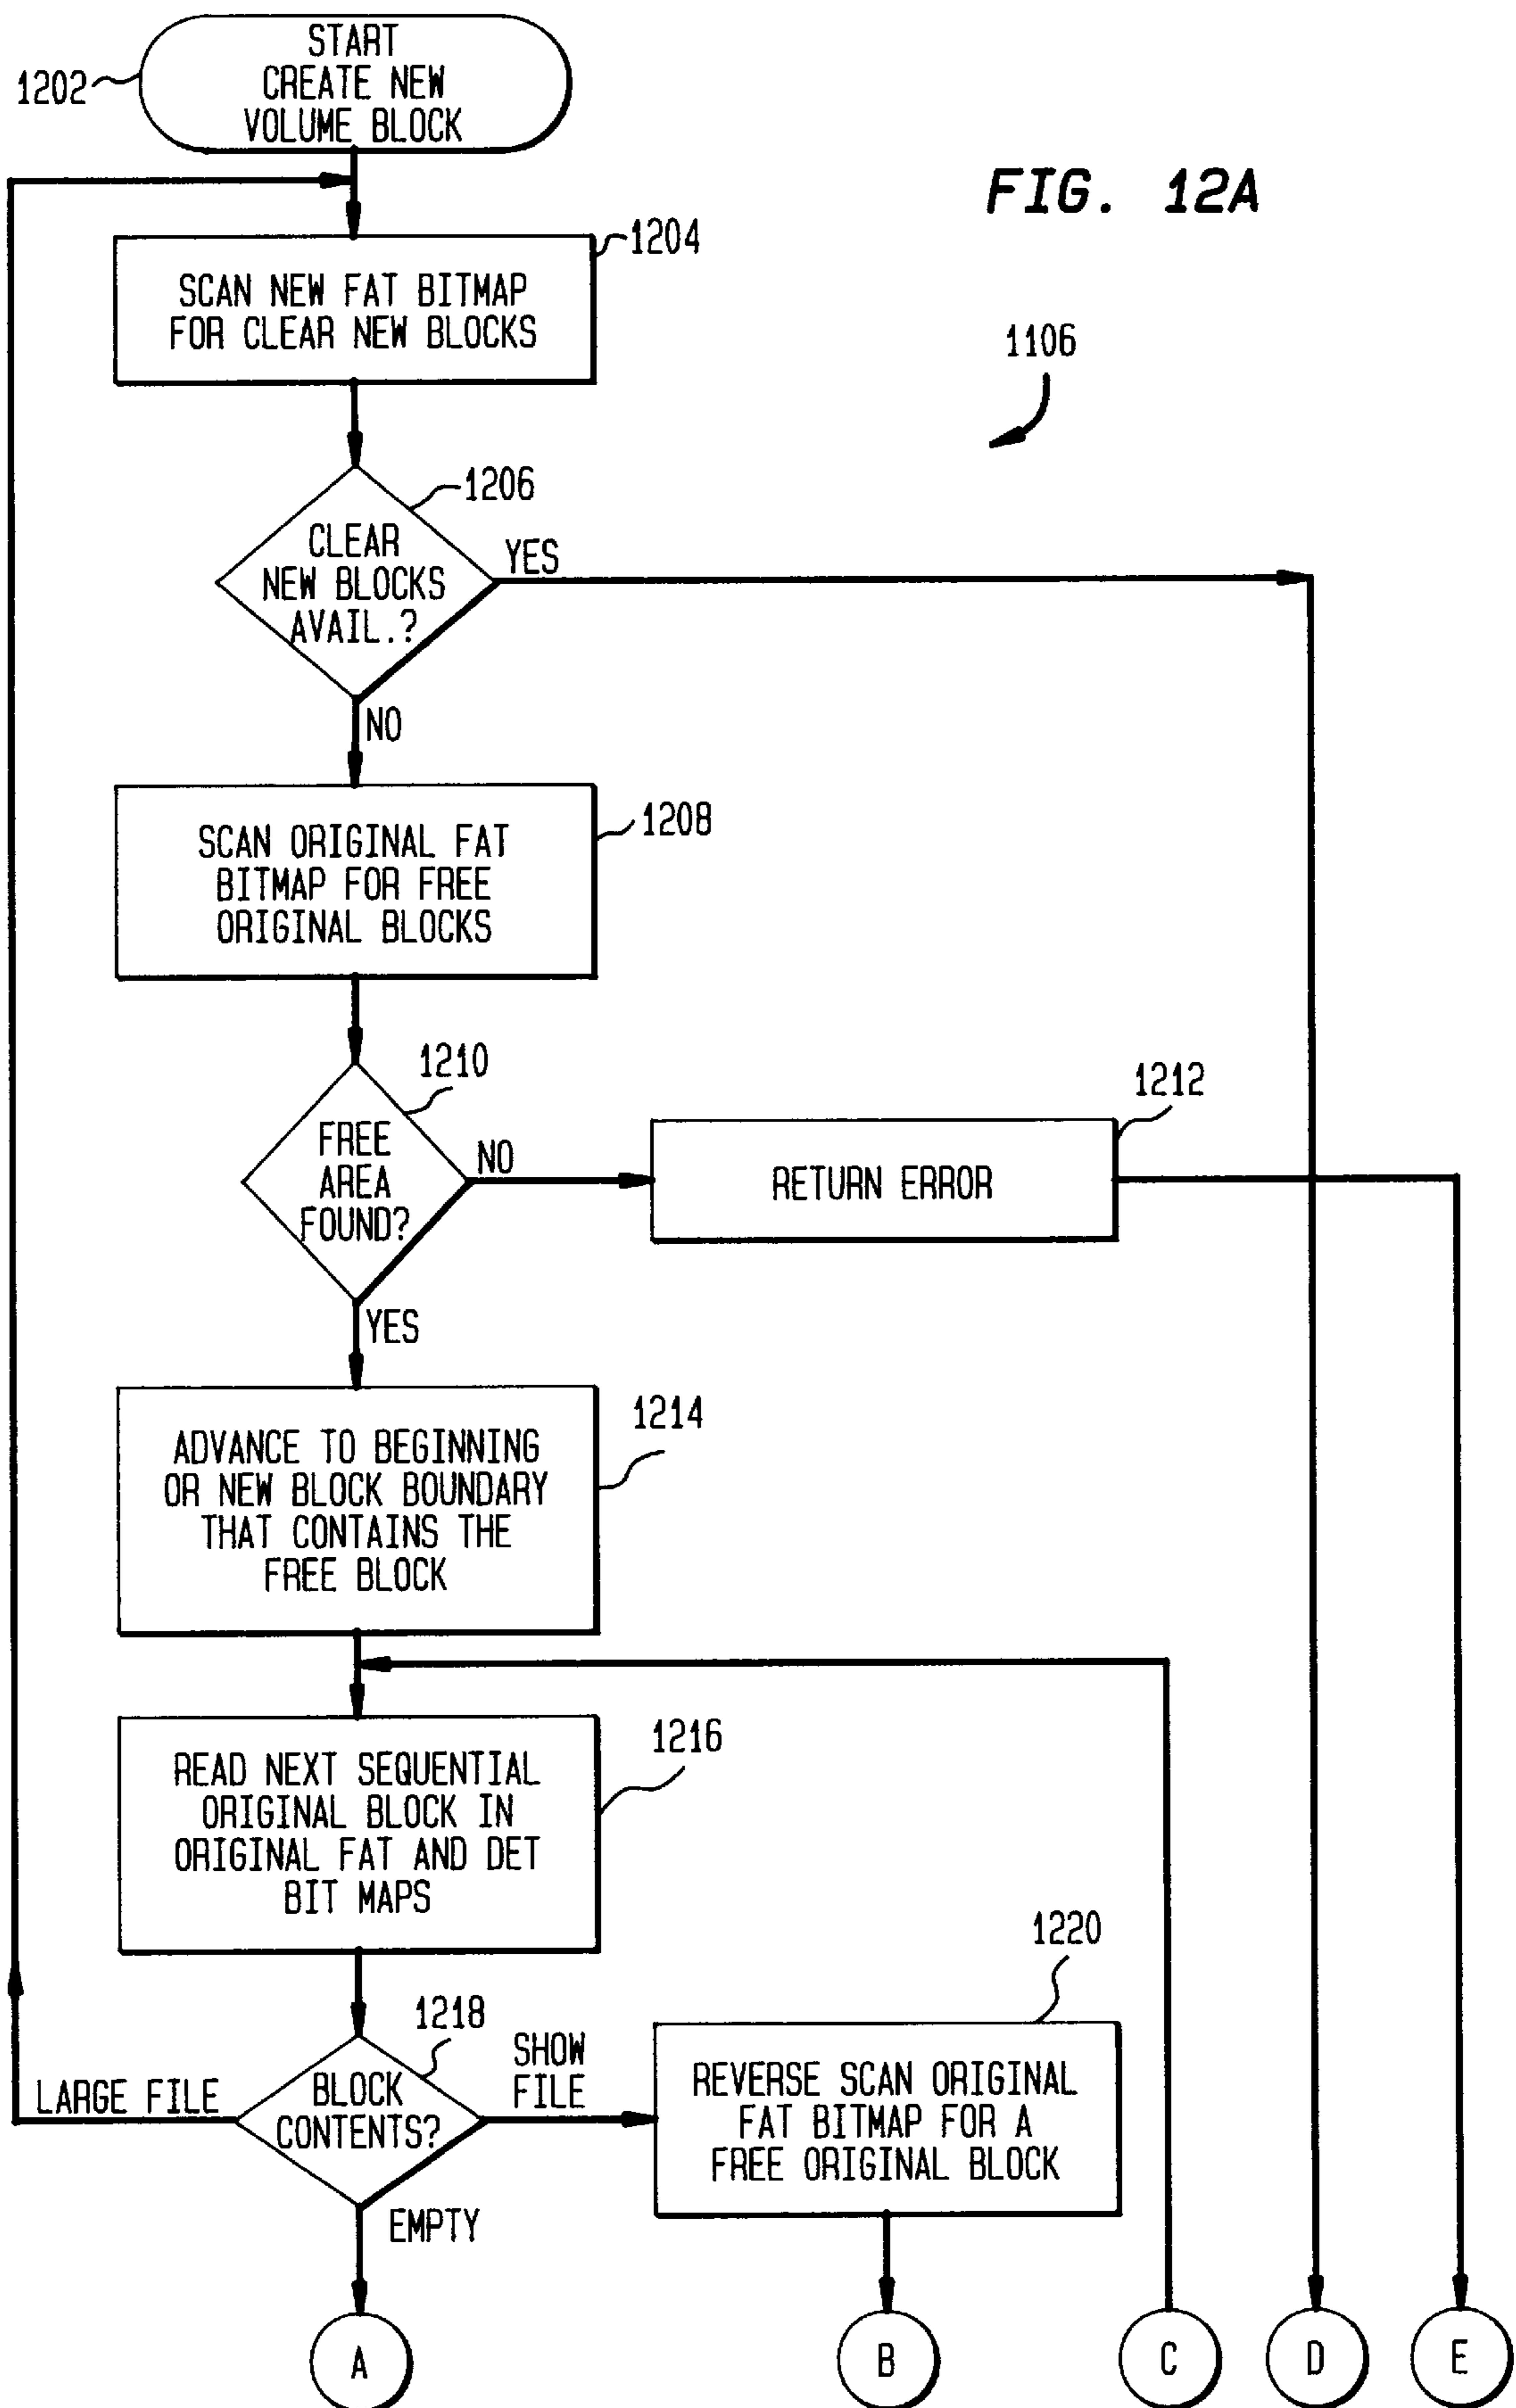 START
CREATE NEW
VOLUME BLOCK
1202
FIG. 12A
1204
SCAN NEW FAT BITMAP
FOR CLEAR NEW BLOCKS
1106
1206
CLEAR
NEW BLOCKS
AVAIL.?
YES
NO
1208
SCAN ORIGINAL FAT
BITMAP FOR FREE
ORIGINAL BLOCKS
1210
FREE
AREA
FOUND?
NO
1212
RETURN ERROR
YES
1214
ADVANCE TO BEGINNING
OR NEW BLOCK BOUNDARY
THAT CONTAINS THE
FREE BLOCK
1216
READ NEXT SEQUENTIAL
ORIGINAL BLOCK IN
ORIGINAL FAT AND DET
BIT MAPS
1218
BLOCK
CONTENTS?
LARGE FILE
SHOW
FILE
EMPTY
1220
REVERSE SCAN ORIGINAL
FAT BITMAP FOR A
FREE ORIGINAL BLOCK
A
B
C
D
E